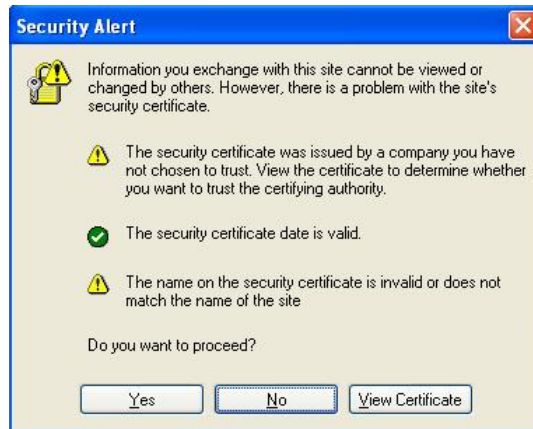 Security Alert
Information you exchange with this site cannot be viewed or
changed by others. However, there is a problem with the site's
security certificate.
The security certificate was issued by a company you have
not chosen to trust. View the certificate to determine whether
you want to trust the certifying authority.
The security certificate date is valid.
The name on the security certificate is invalid or does not
match the name of the site
Do you want to proceed?
Yes
No
View Certificate